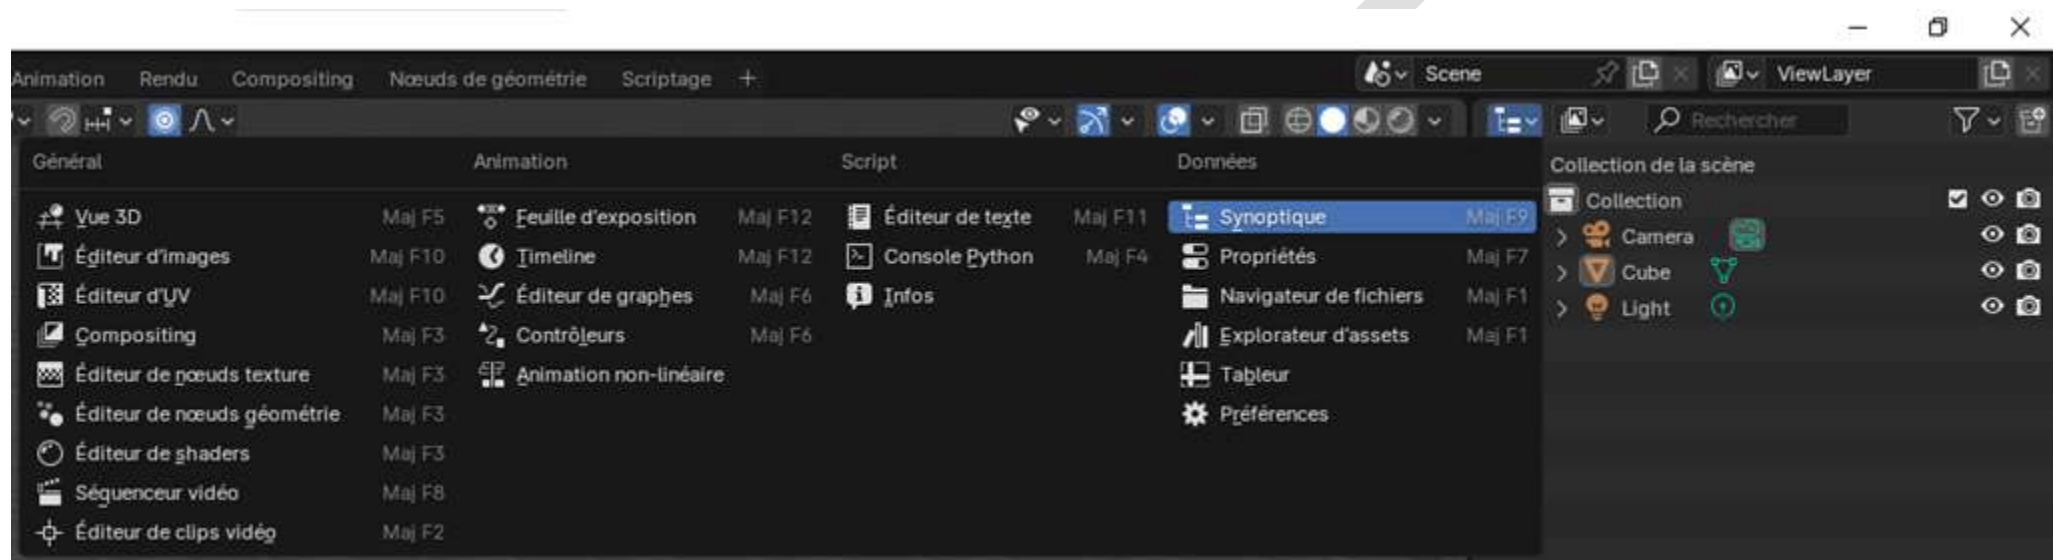 Animation Rendu Compositing Nœuds de géométrie Scriptage + Scene ViewLayer
Rechercher
Général Animation Script Données Collection de la scène
Collection
Vue 3D Maj F5 Feuille d'exposition Maj F12 Éditeur de texte Maj F11 Synoptique Maj F9
Camera
Éditeur d'images Maj F10 Timeline Maj F12 Console Python Maj F4 Propriétés Maj F7
Cube
Éditeur d'UV Maj F10 Éditeur de graphes Maj F6 Infos Navigateur de fichiers Maj F1
Light
Compositing Maj F3 Contrôleurs Maj F6 Explorateur d'assets Maj F1
Éditeur de nœuds texture Maj F3 Animation non-linéaire Tableur
Éditeur de nœuds géométrie Maj F3 Préférences
Éditeur de shaders Maj F3
Séquenceur vidéo Maj F8
Éditeur de clips vidéo Maj F2